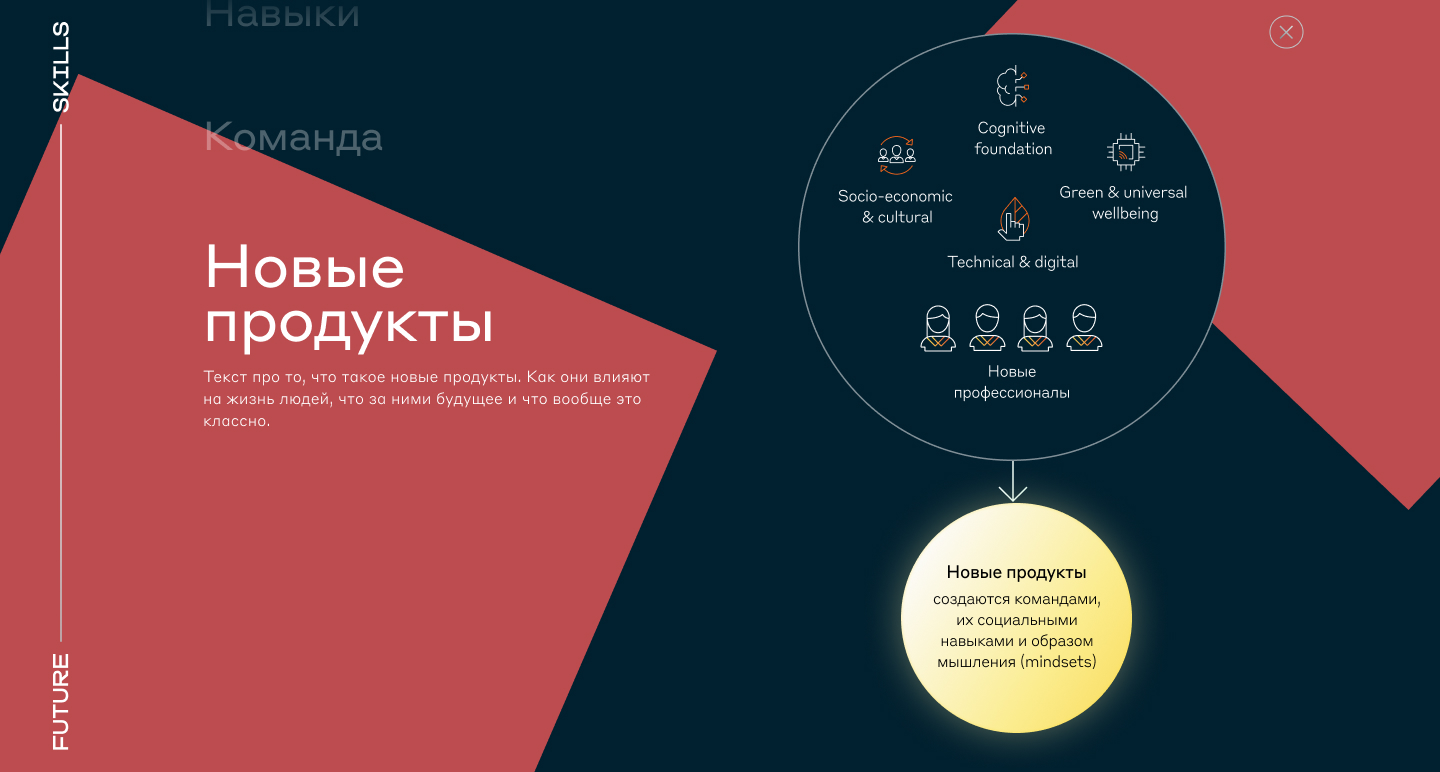 SKILLS
FUTURE
Навыки
Команда
Новые
продукты
Текст про то, что такое новые продукты. Как они влияют
на жизнь людей, что за ними будущее и что вообще это
классно.
Cognitive
foundation
Socio-economic
& cultural
Green & universal
wellbeing
Technical & digital
Новые
профессионалы
Новые продукты
создаются командами,
их социальными
навыками и образом
мышления (mindsets)